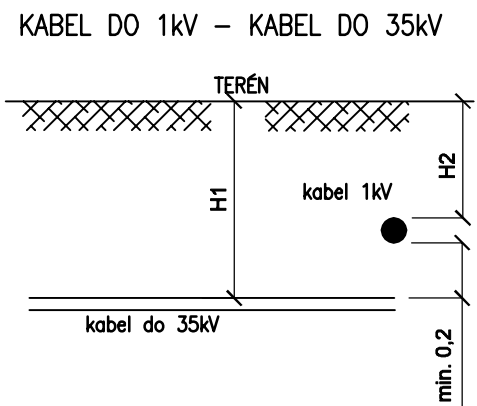 KABEL DO 1kV – KABEL DO 35kV
TERÉN
H1
H2
kabel 1kV
kabel do 35kV
min. 0,2